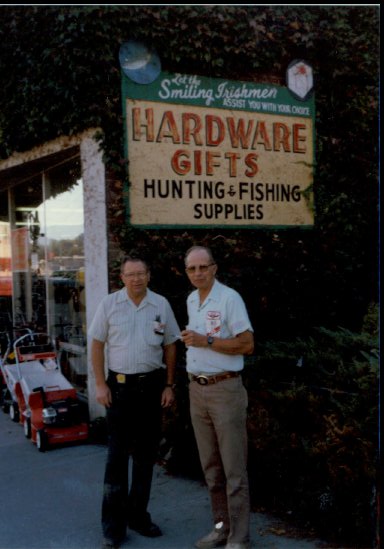 Let the
Smiling Irishmen
ASSIST YOU WITH YOUR CHOICE
HARDWARE
GIFTS
HUNTING & FISHING
SUPPLIES